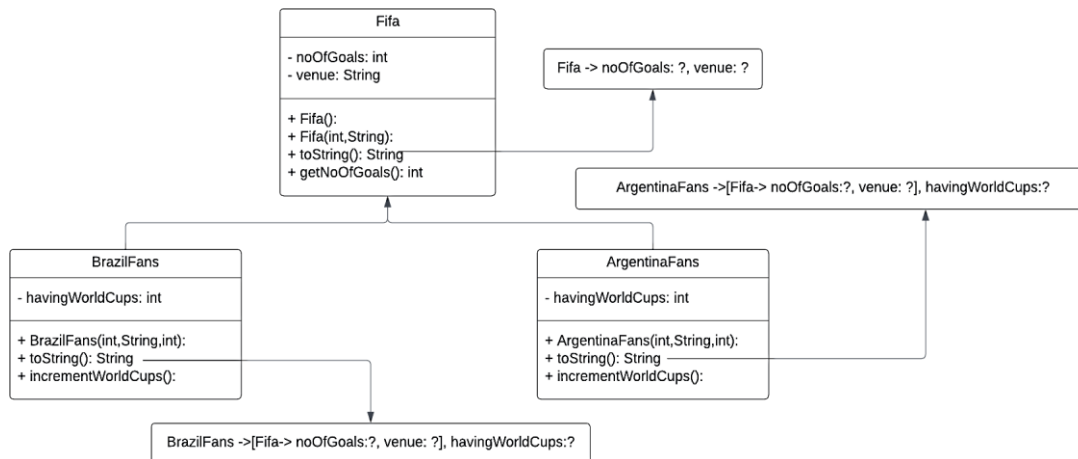 Fifa
- noOfGoals: int
- venue: String
+ Fifa():
+ Fifa(int,String):
+ toString(): String
+ getNoOfGoals(): int
Fifa -> noOfGoals: ?, venue: ?
ArgentinaFans ->[Fifa-> noOfGoals:?, venue: ?], havingWorldCups:?
BrazilFans
- havingWorldCups: int
+ BrazilFans(int,String,int):
+ toString(): String
+ incrementWorldCups():
ArgentinaFans
- havingWorldCups: int
+ ArgentinaFans(int,String,int):
+ toString(): String
+ incrementWorldCups():
BrazilFans ->[Fifa-> noOfGoals:?, venue: ?], havingWorldCups:?